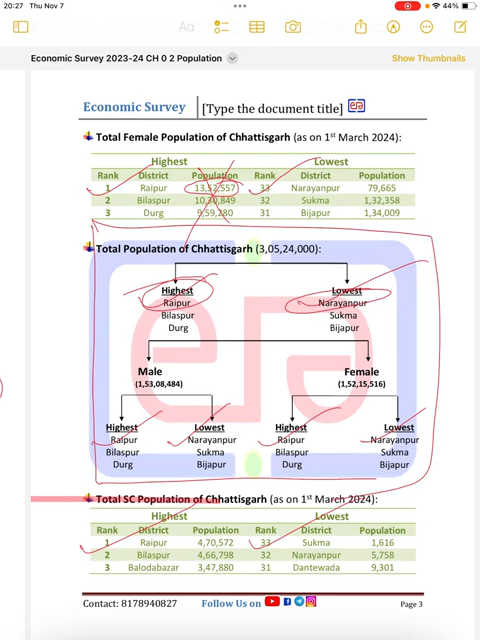 20:27 Thu Nov 7
44%
Aa
Economic Survey 2023-24 CH 0 2 Population
Show Thumbnails
Economic Survey [Type the document title]
Total Female Population of Chhattisgarh (as on 1st March 2024):
Highest Lowest
Rank District Population Rank District Population
1 Raipur 13,52,557 33 Narayanpur 79,665
2 Bilaspur 10,30,849 32 Sukma 1,32,358
3 Durg 9,59,280 31 Bijapur 1,34,009
Total Population of Chhattisgarh (3,05,24,000):
Highest Lowest
Raipur Narayanpur
Bilaspur Sukma
Durg Bijapur
Male Female
(1,53,08,484) (1,52,15,516)
Highest Lowest Highest Lowest
Raipur Narayanpur Raipur Narayanpur
Bilaspur Sukma Bilaspur Sukma
Durg Bijapur Durg Bijapur
Total SC Population of Chhattisgarh (as on 1st March 2024)
Highest Lowest
Rank District Population Rank District Population
1 Raipur 4,70,572 33 Sukma 1,616
2 Bilaspur 4,66,798 32 Narayanpur 5,758
3 Balodabazar 3,47,880 31 Dantewada 9,301
Contact: 8178940827 Follow Us on Page 3